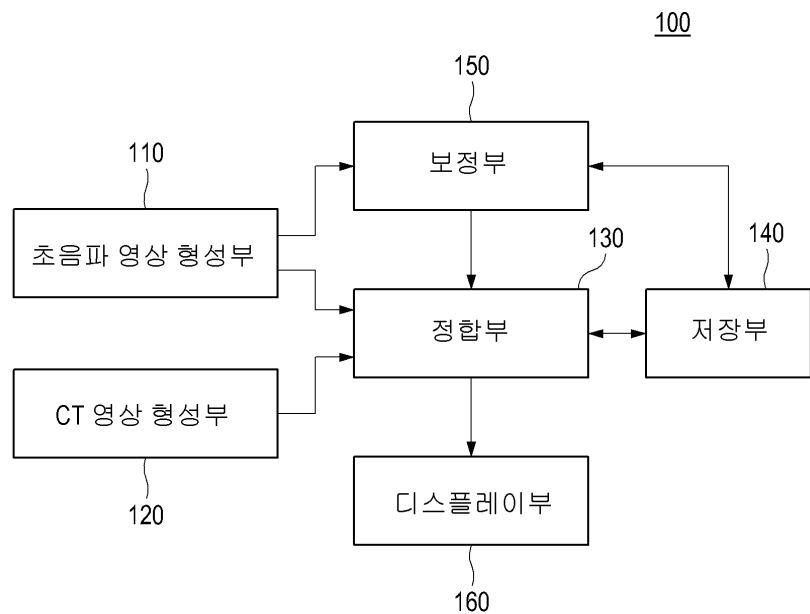 100
150
보정부
110
초음파 영상 형성부
130
정합부
140
저장부
CT 영상 형성부
120
디스플레이부
160